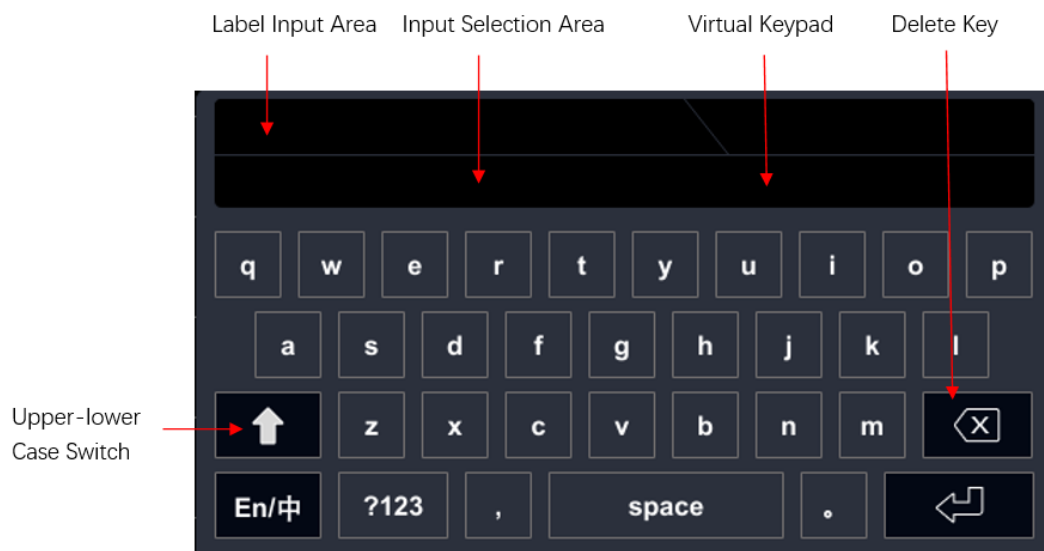 Label Input Area Input Selection Area Virtual Keypad Delete Key
q w e r t y u i o p
a s d f g h j k l
Upper-lower
Case Switch
z x c v b n m X
En/中 ?123 , space 。